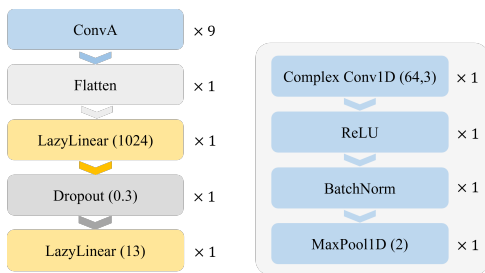 ConvA × 9
Flatten × 1
LazyLinear (1024) × 1
Dropout (0.3) × 1
LazyLinear (13) × 1
Complex Conv1D (64,3) × 1
ReLU × 1
BatchNorm × 1
MaxPool1D (2) × 1